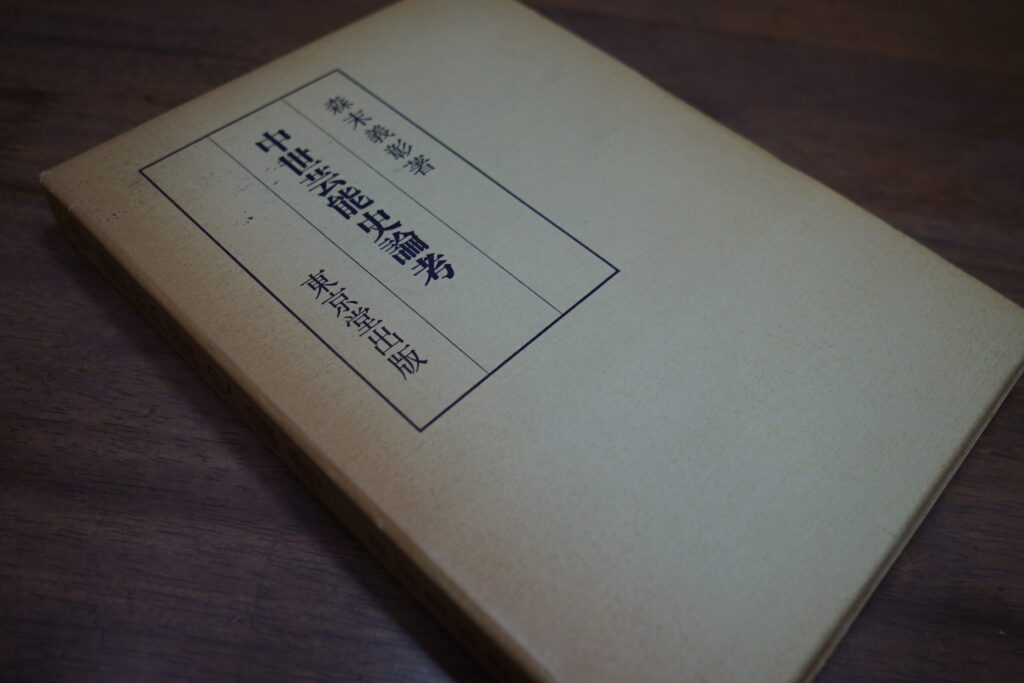 森末義彰著
中世芸能史論考
東京堂出版